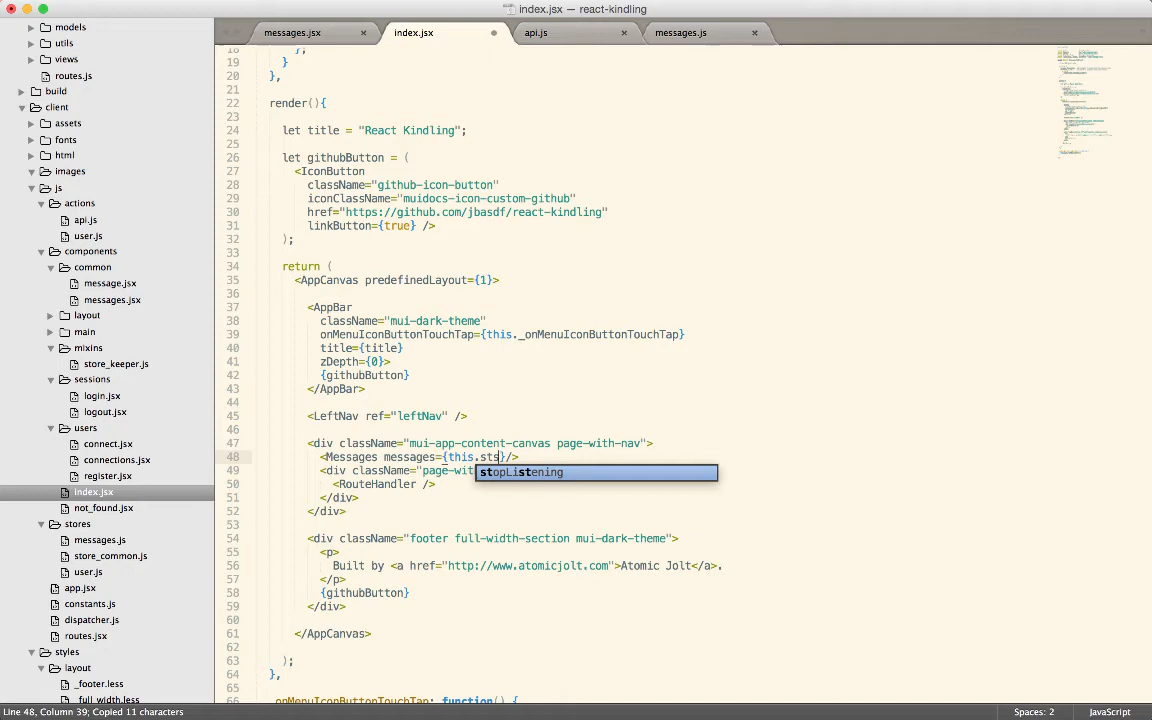 index.jsx — react-kindling
messages.jsx
index.jsx
api.js
messages.js
models
utils
views
routes.js
build
client
assets
fonts
html
images
js
actions
api.js
user.js
components
common
message.jsx
messages.jsx
layout
main
mixins
store_keeper.js
sessions
login.jsx
logout.jsx
users
connect.jsx
connections.jsx
register.jsx
index.jsx
not_found.jsx
stores
messages.js
store_common.js
user.js
app.jsx
constants.js
dispatcher.js
routes.jsx
styles
layout
_footer.less
_full_width.less
18 };
19 }
20 },
21
22 render(){
23
24 let title = "React Kindling";
25
26 let githubButton = (
27 <IconButton
28 className="github-icon-button"
29 iconClassName="muidocs-icon-custom-github"
30 href="https://github.com/jbasdf/react-kindling"
31 linkButton={true} />
32 );
33
34 return (
35 <AppCanvas predefinedLayout={1}>
36
37 <AppBar
38 className="mui-dark-theme"
39 onMenuIconButtonTouchTap={this._onMenuIconButtonTouchTap}
40 title={title}
41 zDepth={0}>
42 {githubButton}
43 </AppBar>
44
45 <LeftNav ref="leftNav" />
46
47 <div className="mui-app-content-canvas page-with-nav">
48 <Messages messages={this.sts}/>
49 <div className="page-wit
stopListening
50 <RouteHandler />
51 </div>
52 </div>
53
54 <div className="footer full-width-section mui-dark-theme">
55 <p>
56 Built by <a href="http://www.atomicjolt.com">Atomic Jolt</a>.
57 </p>
58 {githubButton}
59 </div>
60
61 </AppCanvas>
62
63 );
64 },
65
66 _onMenuIconButtonTouchTap: function() {
Line 48, Column 39; Copied 11 characters
Spaces: 2
JavaScript